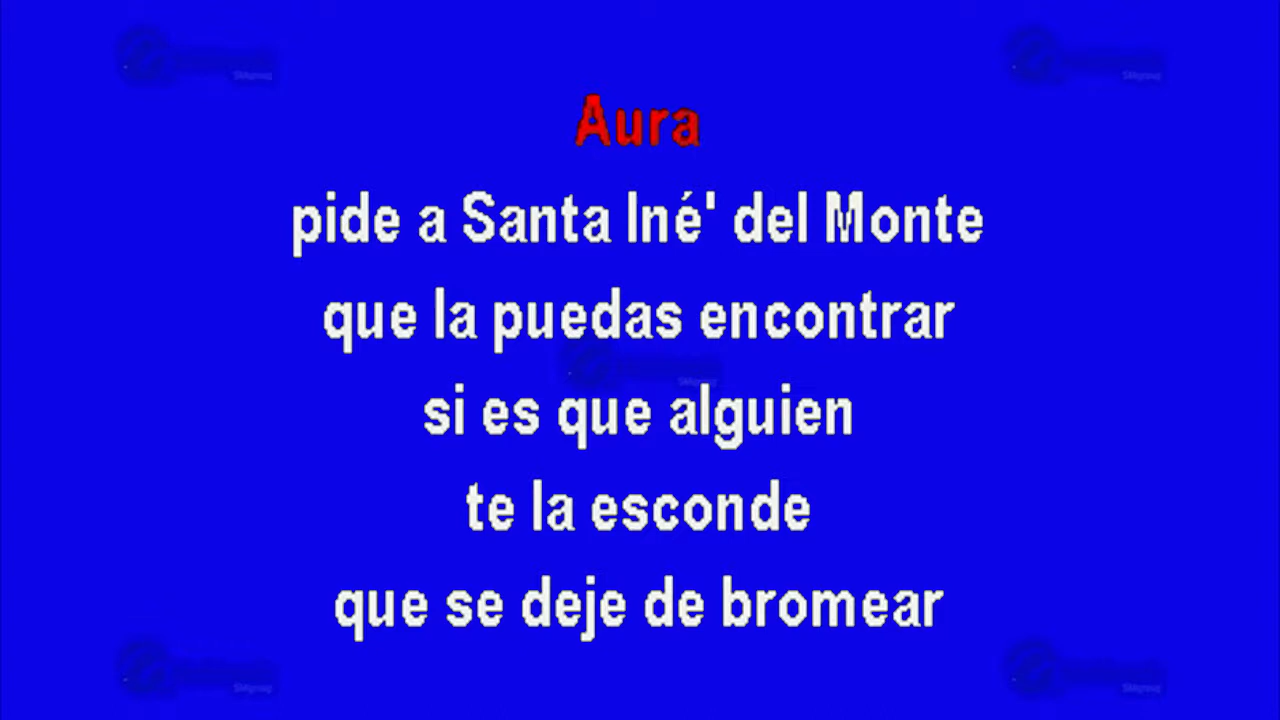 Aura
pide a Santa Iné' del Monte
que la puedas encontrar
si es que alguien
te la esconde
que se deje de bromear